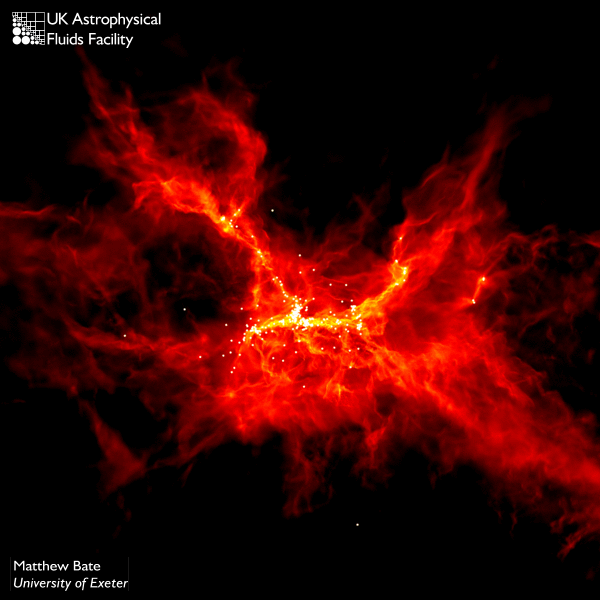 UK Astrophysical
Fluids Facility
Matthew Bate
University of Exeter